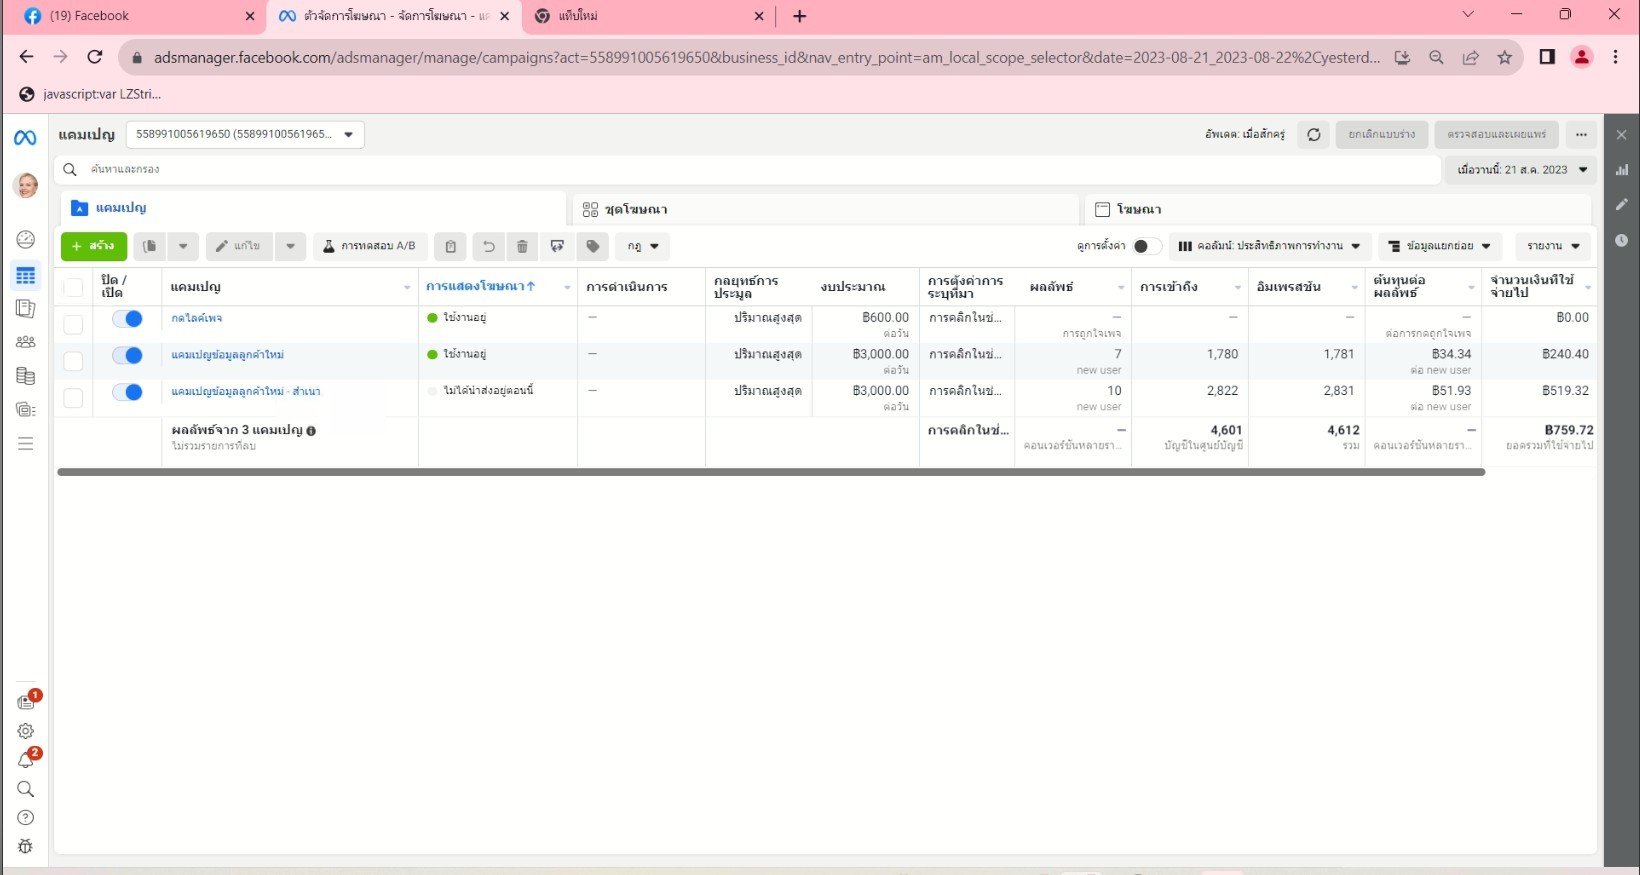 (19) Facebook
ตัวจัดการโฆษณา - จัดการโฆษณา - แค
แท็บใหม่
adsmanager.facebook.com/adsmanager/manage/campaigns?act=558991005619650&business_id&nav_entry_point=am_local_scope_selector&date=2023-08-21_2023-08-22%2Cyesterd...
javascript:var LZStri...
แคมเปญ
558991005619650 (55899100561965...
อัพเดต: เมื่อสักครู่
ยกเลิกแบบร่าง
ตรวจสอบและเผยแพร่
ค้นหาและกรอง
เมื่อวานนี้: 21 ส.ค. 2023
แคมเปญ
ชุดโฆษณา
โฆษณา
+ สร้าง
แก้ไข
การทดสอบ A/B
กฎ
ดูการตั้งค่า
คอลัมน์: ประสิทธิภาพการทำงาน
ข้อมูลแยกย่อย
รายงาน
ปิด / เปิด
แคมเปญ
การแสดงโฆษณา↑
การดำเนินการ
กลยุทธ์การประมูล
งบประมาณ
การตั้งค่าการระบุที่มา
ผลลัพธ์
การเข้าถึง
อิมเพรสชัน
ต้นทุนต่อผลลัพธ์
จำนวนเงินที่ใช้จ่ายไป
กดไลค์เพจ
ใช้งานอยู่
—
ปริมาณสูงสุด
฿600.00
ต่อวัน
การคลิกในช่...
—
การถูกใจเพจ
—
—
—
ต่อการกดถูกใจเพจ
฿0.00
แคมเปญข้อมูลลูกค้าใหม่
ใช้งานอยู่
—
ปริมาณสูงสุด
฿3,000.00
ต่อวัน
การคลิกในช่...
7
new user
1,780
1,781
฿34.34
ต่อ new user
฿240.40
แคมเปญข้อมูลลูกค้าใหม่ - สำเนา
ไม่ได้นำส่งอยู่ตอนนี้
—
ปริมาณสูงสุด
฿3,000.00
ต่อวัน
การคลิกในช่...
10
new user
2,822
2,831
฿51.93
ต่อ new user
฿519.32
ผลลัพธ์จาก 3 แคมเปญ
ไม่รวมรายการที่ลบ
การคลิกในช่...
—
คอนเวอร์ชั่นหลายรา...
4,601
บัญชีในศูนย์บัญชี
4,612
รวม
—
คอนเวอร์ชั่นหลายรา...
฿759.72
ยอดรวมที่ใช้จ่ายไป
1
2